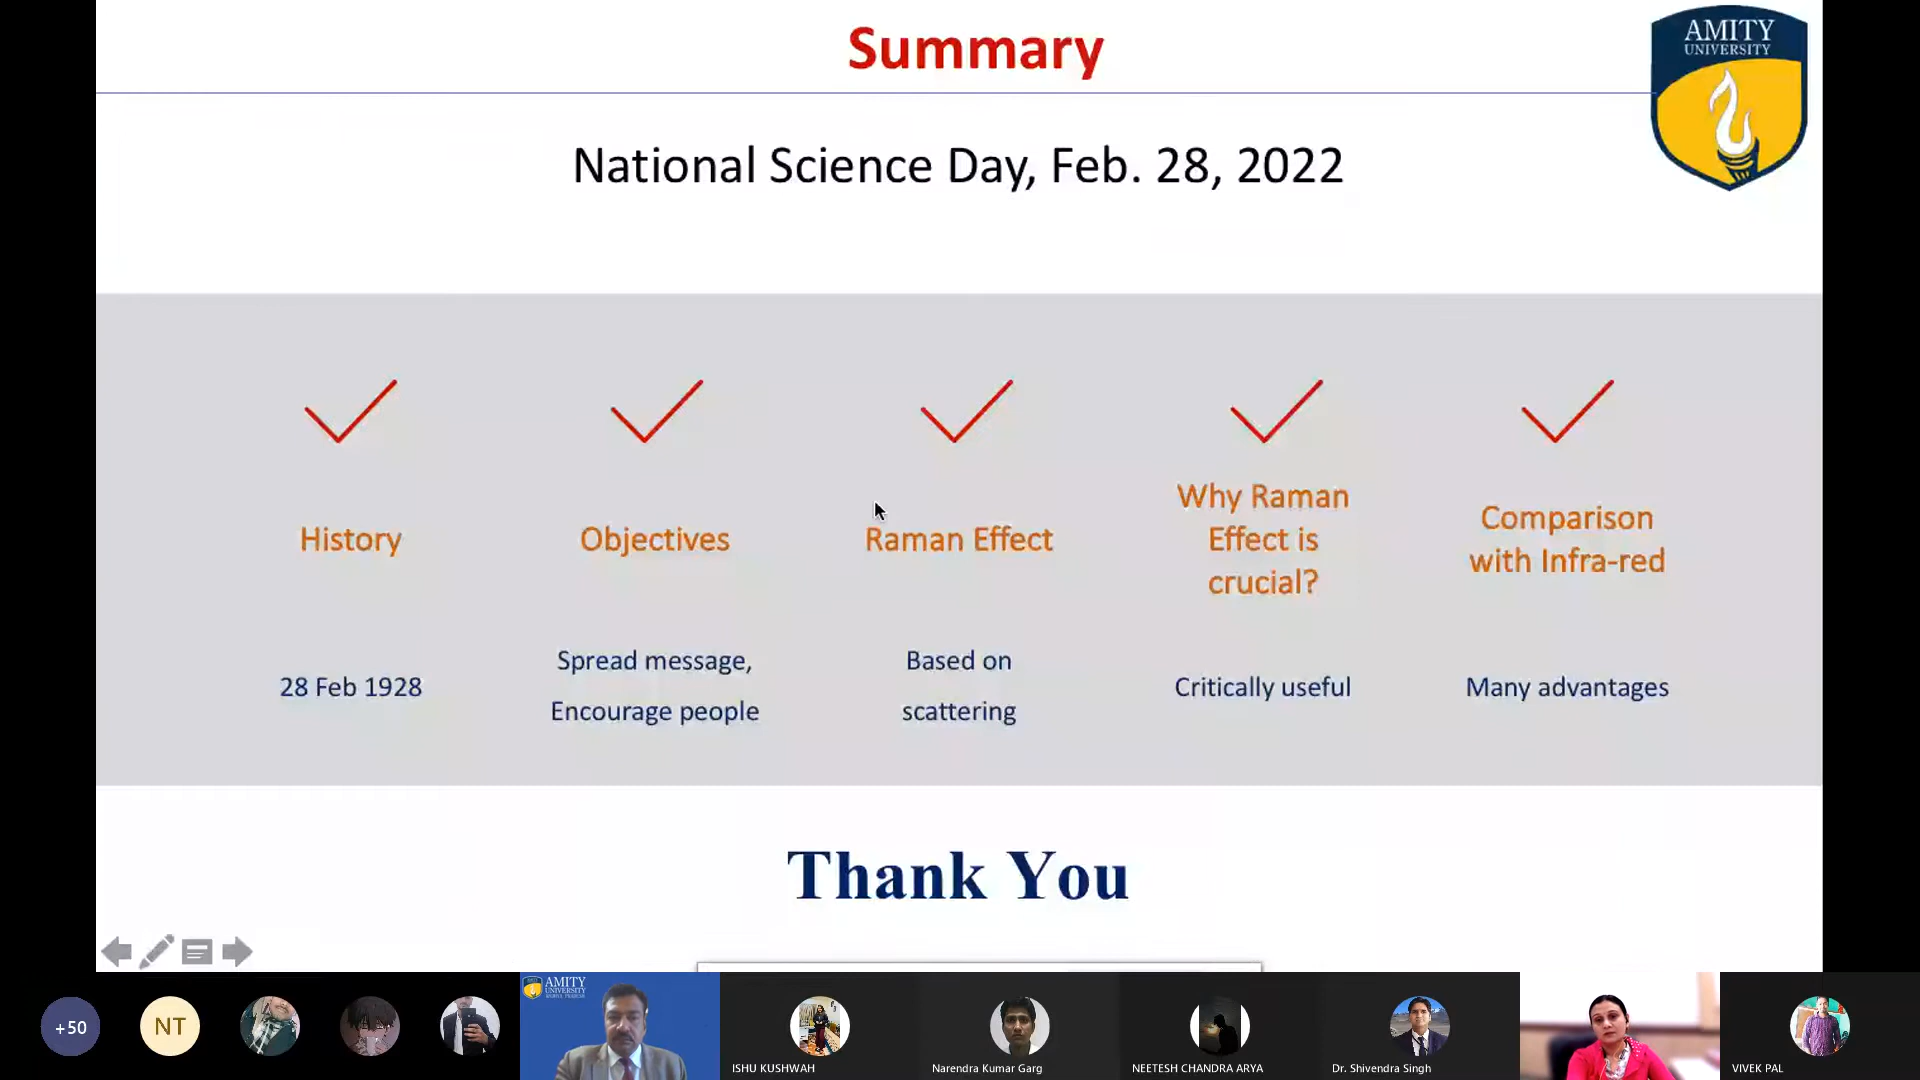 Summary
AMITY
UNIVERSITY
National Science Day, Feb. 28, 2022
History
Objectives
Raman Effect
Why Raman
Effect is
crucial?
Comparison
with Infra-red
28 Feb 1928
Spread message,
Encourage people
Based on
scattering
Critically useful
Many advantages
Thank You
+50
NT
AMITY
UNIVERSITY
ISHU KUSHWAH
Narendra Kumar Garg
NEETESH CHANDRA ARYA
Dr. Shivendra Singh
VIVEK PAL